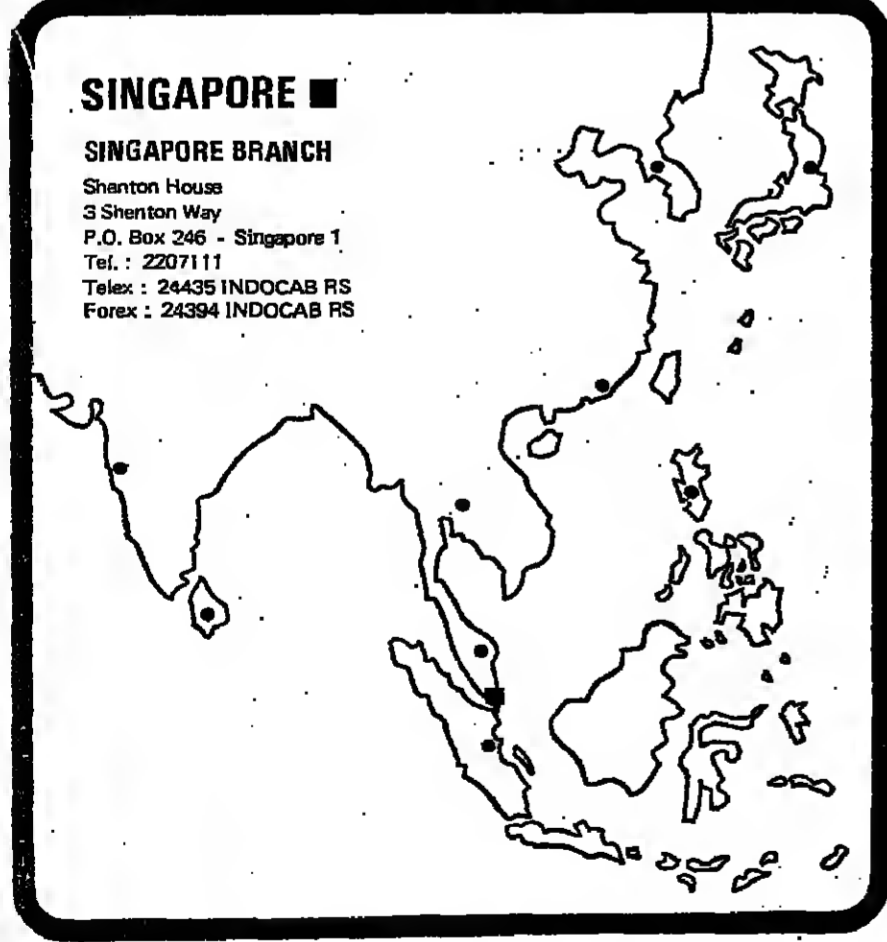 SINGAPORE ■
SINGAPORE BRANCH
Shenton House
3 Shenton Way
P.O. Box 246 - Singapore 1
Tel. : 2207111
Telex : 24435 INDOCAB RS
Forex : 24394 INDOCAB RS